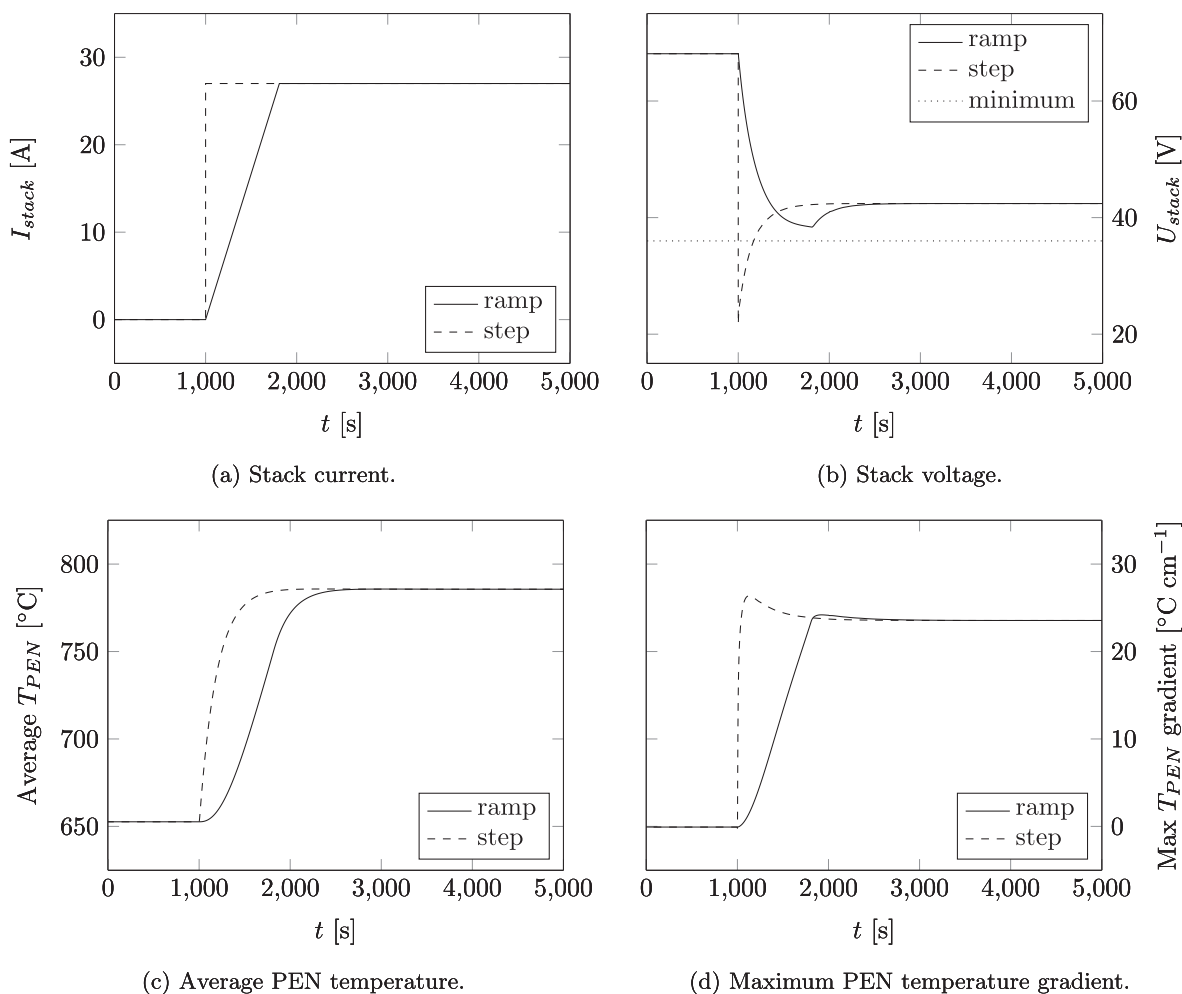 30
20
10
0
I_stack [A]
ramp
step
0 1,000 2,000 3,000 4,000 5,000
t [s]
(a) Stack current.
ramp
step
minimum
60
40
20
U_stack [V]
0 1,000 2,000 3,000 4,000 5,000
t [s]
(b) Stack voltage.
800
750
700
650
Average T_PEN [°C]
ramp
step
0 1,000 2,000 3,000 4,000 5,000
t [s]
(c) Average PEN temperature.
30
20
10
0
Max T_PEN gradient [°C cm⁻¹]
ramp
step
0 1,000 2,000 3,000 4,000 5,000
t [s]
(d) Maximum PEN temperature gradient.